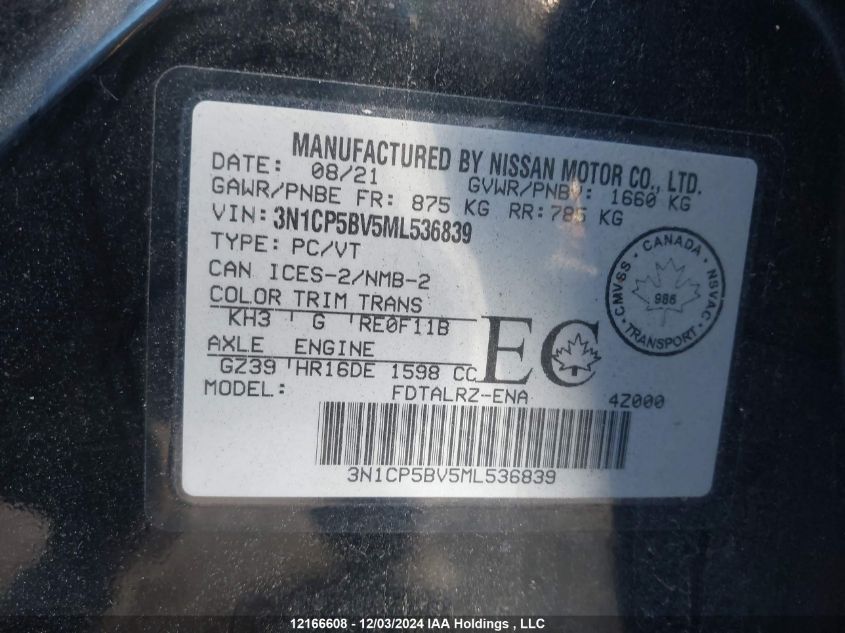 MANUFACTURED BY NISSAN MOTOR CO., LTD.
DATE: 08/21 GVWR/PNBV: 1660 KG
GAWR/PNBE FR: 875 KG RR: 785 KG
VIN: 3N1CP5BV5ML536839
TYPE: PC/VT
CAN ICES-2/NMB-2
COLOR TRIM TRANS
KH3 ' G 'RE0F11B
AXLE ENGINE
GZ39 'HR16DE 1598 CC
EC
MODEL: FDTALRZ-ENA 4Z000
3N1CP5BV5ML536839
CANADA
CMVSS · NSVAC
986
TRANSPORT
12166608 - 12/03/2024 IAA Holdings , LLC